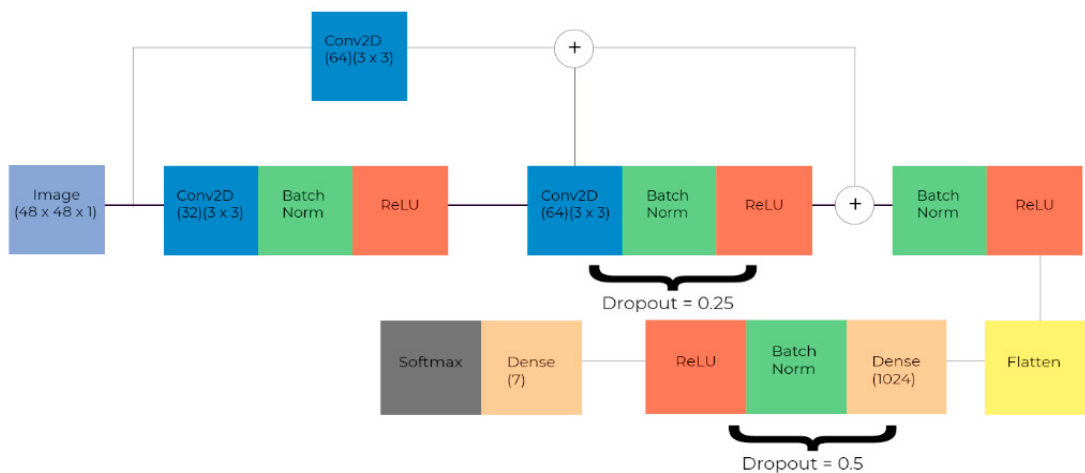 Conv2D
(64)(3 x 3)
+
Image
(48 x 48 x 1)
Conv2D
(32)(3 x 3)
Batch
Norm
ReLU
Conv2D
(64)(3 x 3)
Batch
Norm
ReLU
+
Batch
Norm
ReLU
Dropout = 0.25
Softmax
Dense
(7)
ReLU
Batch
Norm
Dense
(1024)
Flatten
Dropout = 0.5